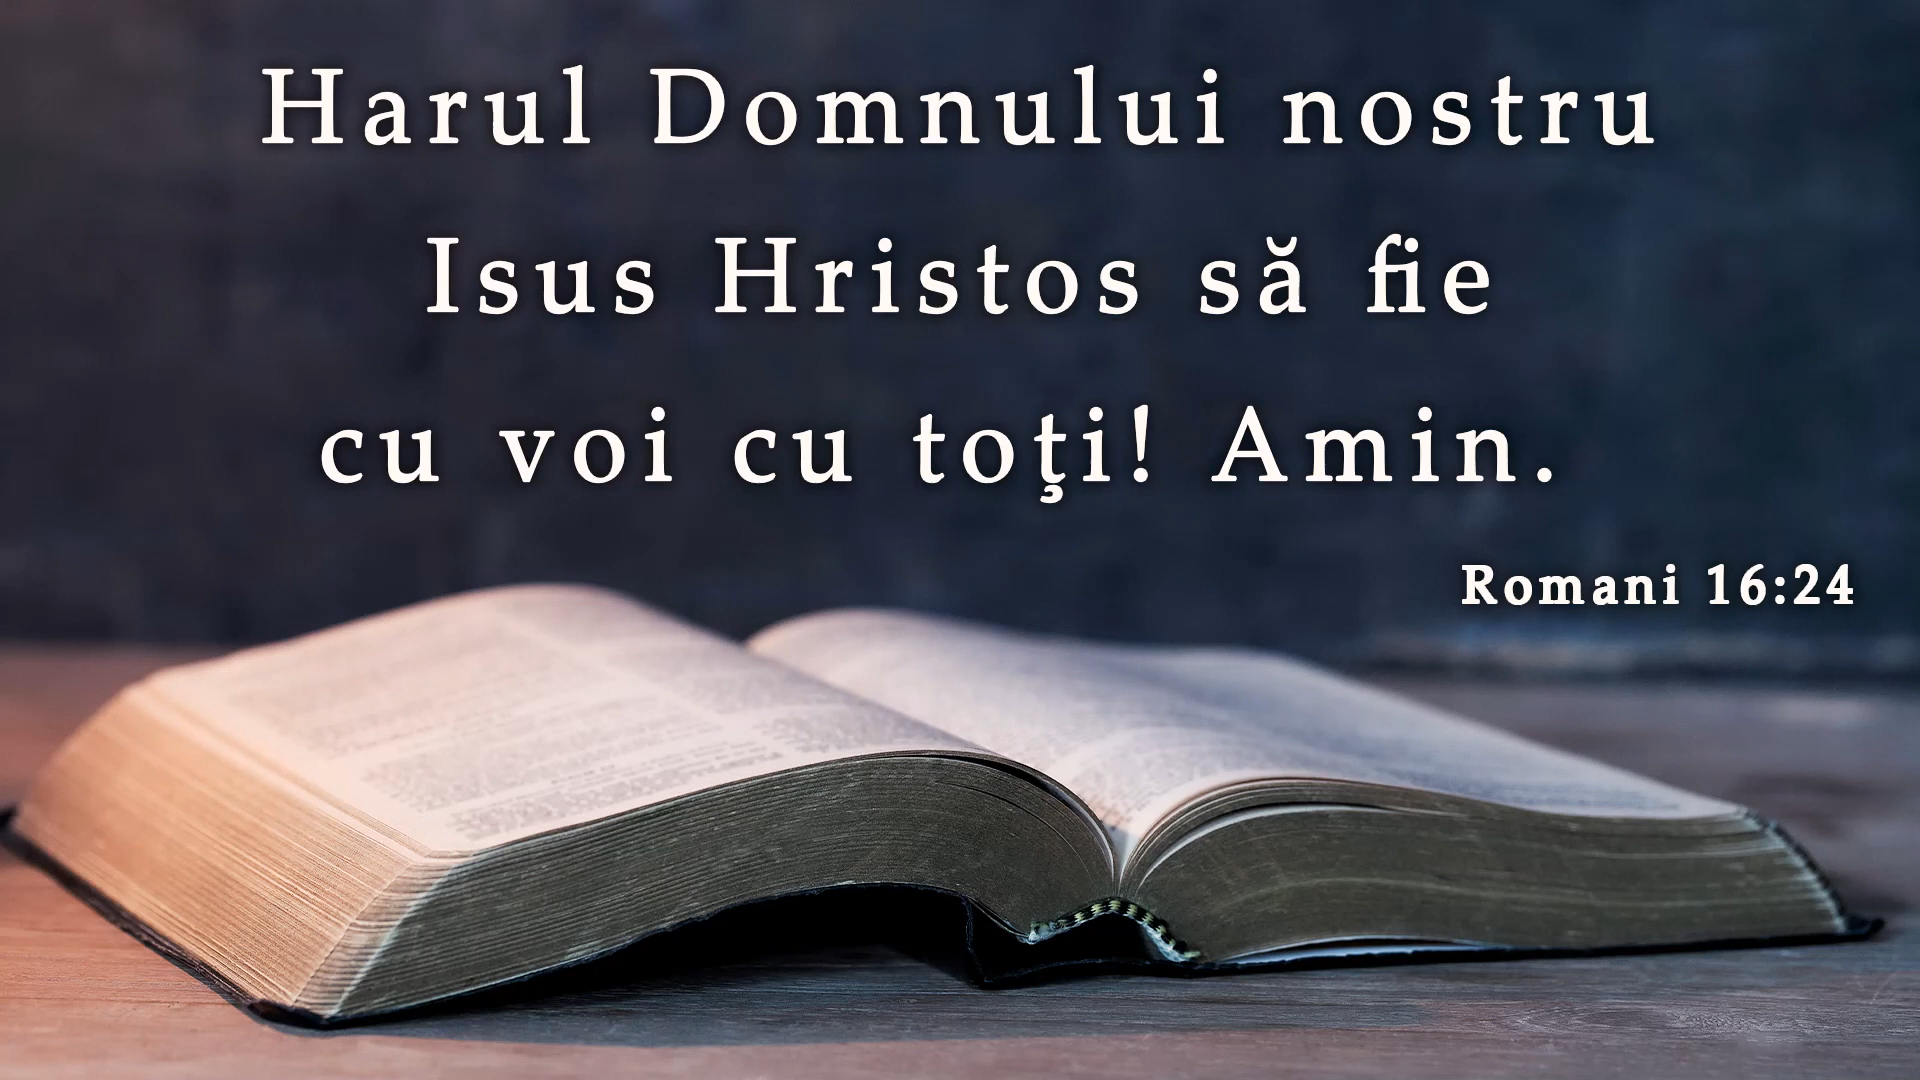 Harul Domnului nostru
Isus Hristos să fie
cu voi cu toţi! Amin.
Romani 16:24